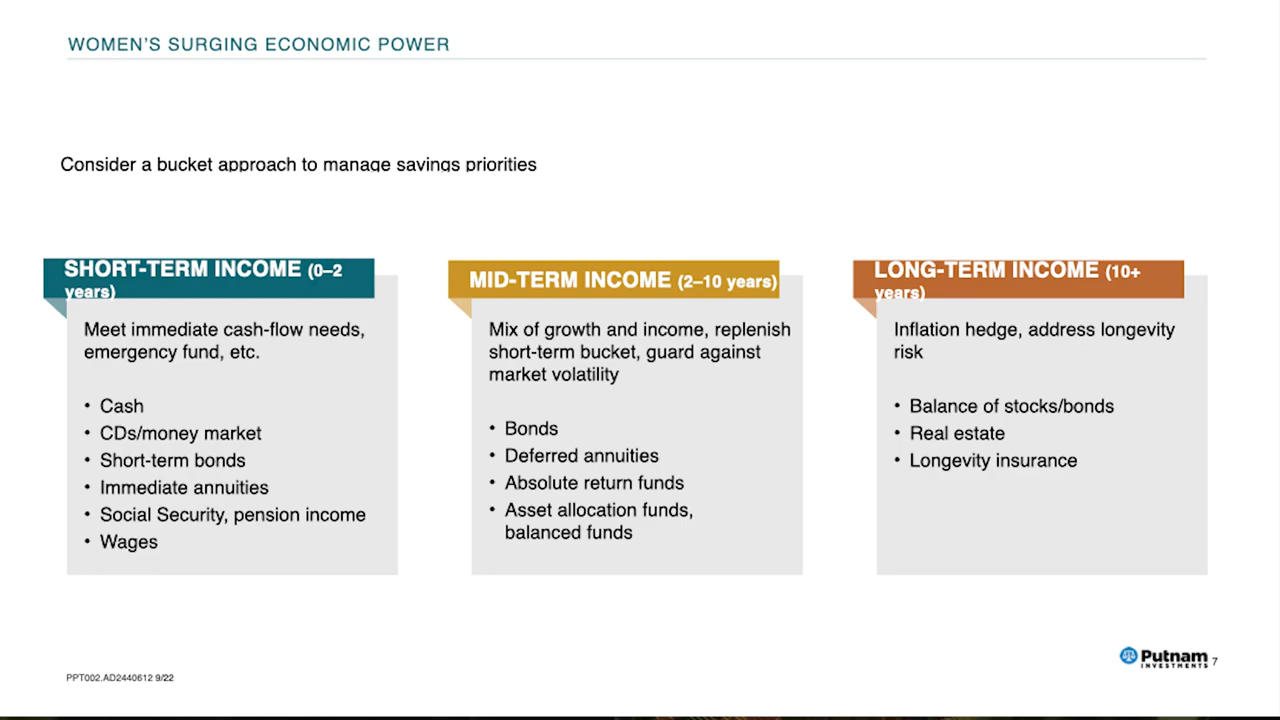 WOMEN'S SURGING ECONOMIC POWER
Consider a bucket approach to manage savings priorities
SHORT-TERM INCOME (0–2
years)
Meet immediate cash-flow needs,
emergency fund, etc.
• Cash
• CDs/money market
• Short-term bonds
• Immediate annuities
• Social Security, pension income
• Wages
MID-TERM INCOME (2–10 years)
Mix of growth and income, replenish
short-term bucket, guard against
market volatility
• Bonds
• Deferred annuities
• Absolute return funds
• Asset allocation funds,
balanced funds
LONG-TERM INCOME (10+
years)
Inflation hedge, address longevity
risk
• Balance of stocks/bonds
• Real estate
• Longevity insurance
Putnam
INVESTMENTS
7
PPT002.AD2440612 9/22